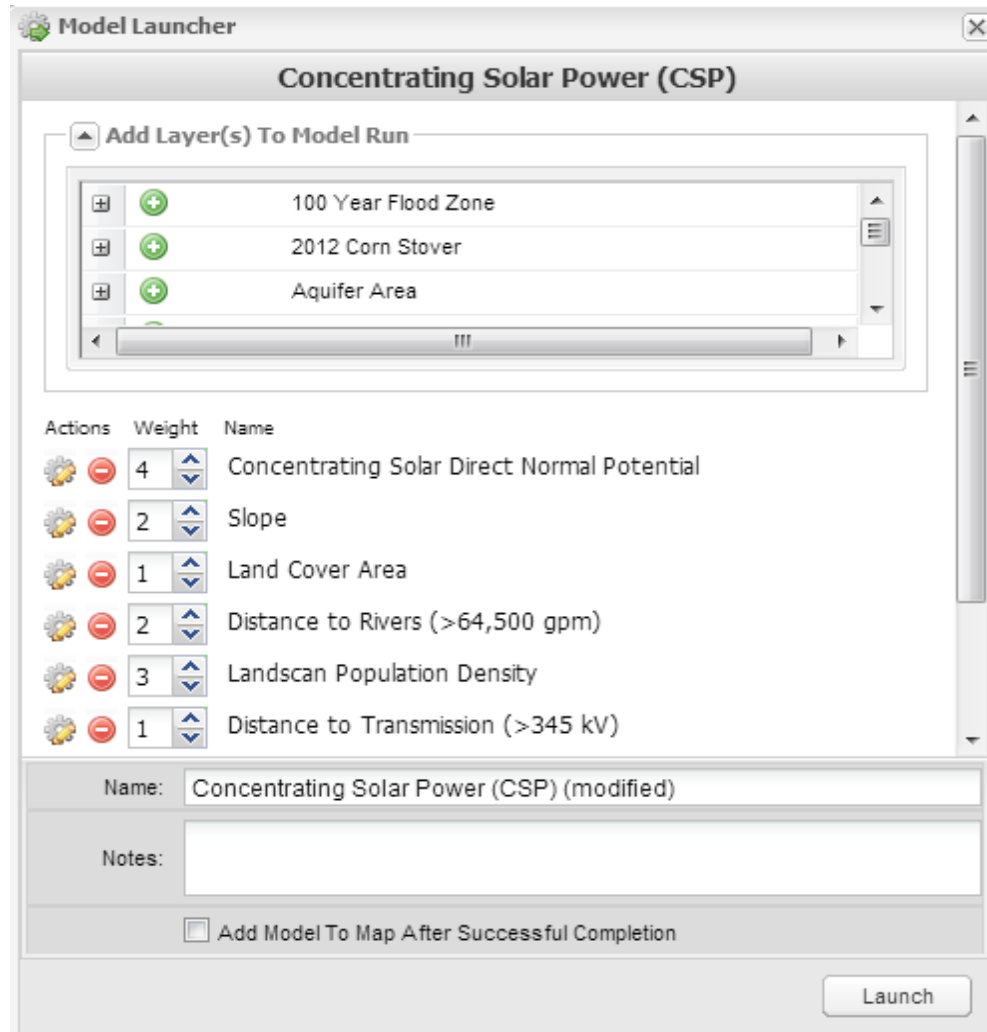 Model Launcher
Concentrating Solar Power (CSP)
Add Layer(s) To Model Run
100 Year Flood Zone
2012 Corn Stover
Aquifer Area
Actions Weight Name
4 Concentrating Solar Direct Normal Potential
2 Slope
1 Land Cover Area
2 Distance to Rivers (>64,500 gpm)
3 Landscan Population Density
1 Distance to Transmission (>345 kV)
Name: Concentrating Solar Power (CSP) (modified)
Notes:
Add Model To Map After Successful Completion
Launch